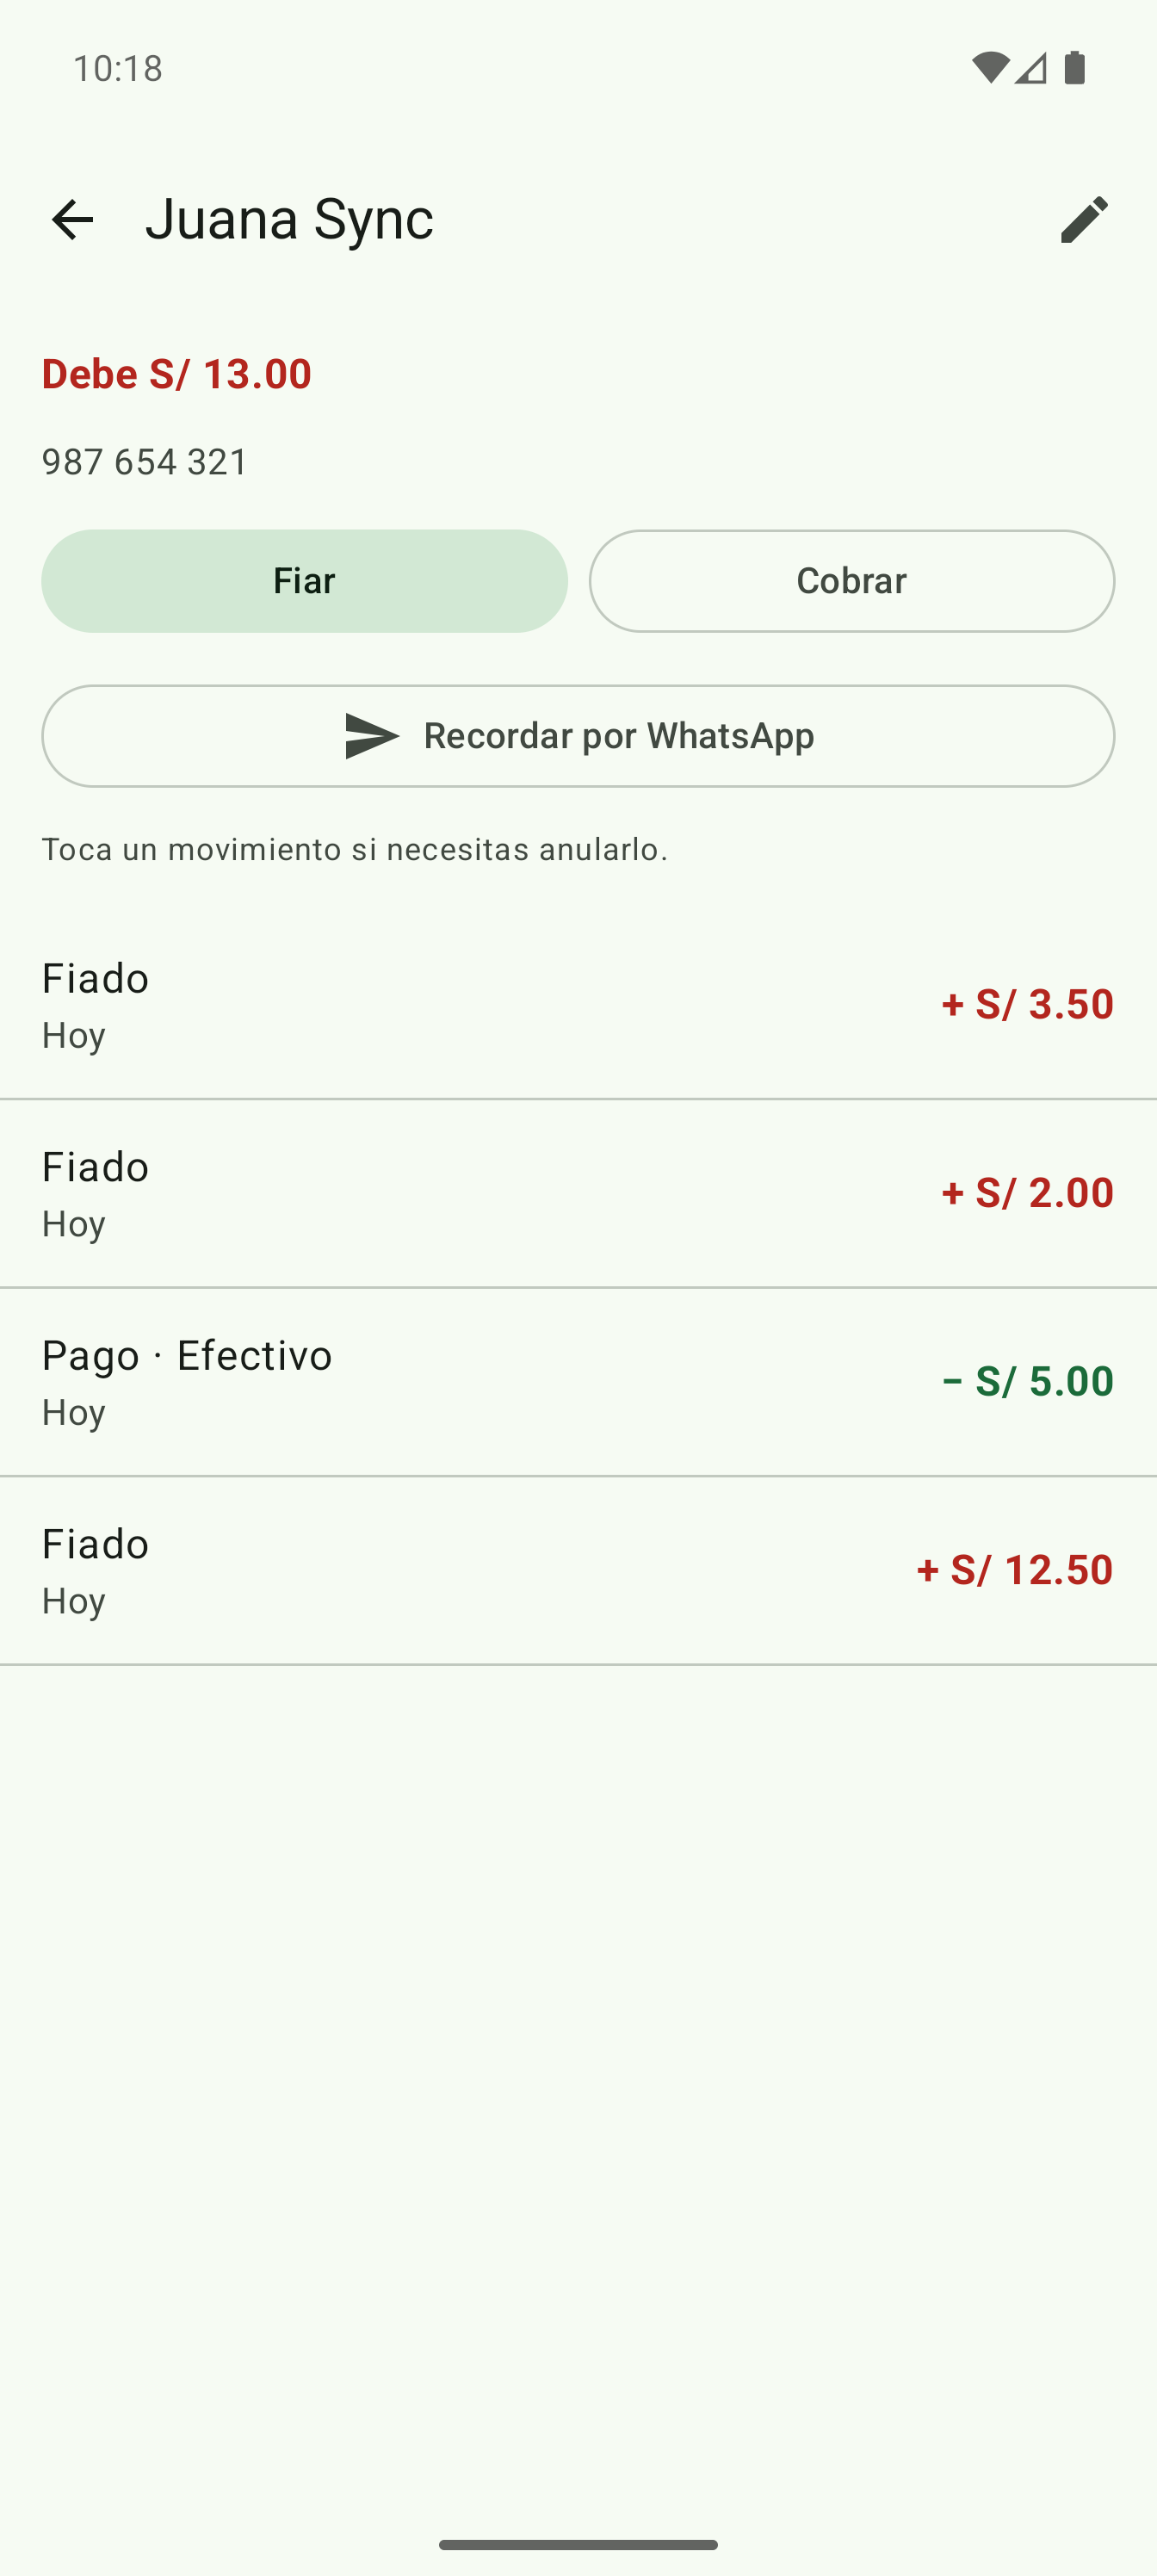 10:18
Juana Sync
Debe S/ 13.00
987 654 321
Fiar
Cobrar
Recordar por WhatsApp
Toca un movimiento si necesitas anularlo.
Fiado
+ S/ 3.50
Hoy
Fiado
+ S/ 2.00
Hoy
Pago · Efectivo
− S/ 5.00
Hoy
Fiado
+ S/ 12.50
Hoy